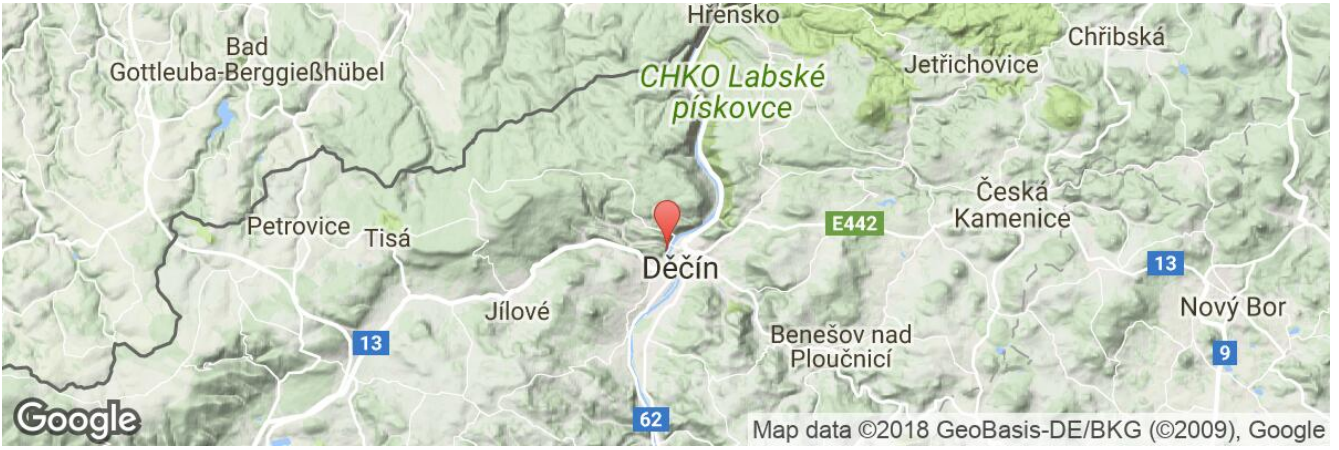 Hřensko
Bad
Gottleuba-Berggießhübel
Chřibská
Jetřichovice
CHKO Labské
pískovce
Česká
Kamenice
Petrovice
Tisá
E442
Děčín
13
Jílové
Nový Bor
Benešov nad
Ploučnicí
13
9
62
Google
Map data ©2018 GeoBasis-DE/BKG (©2009), Google